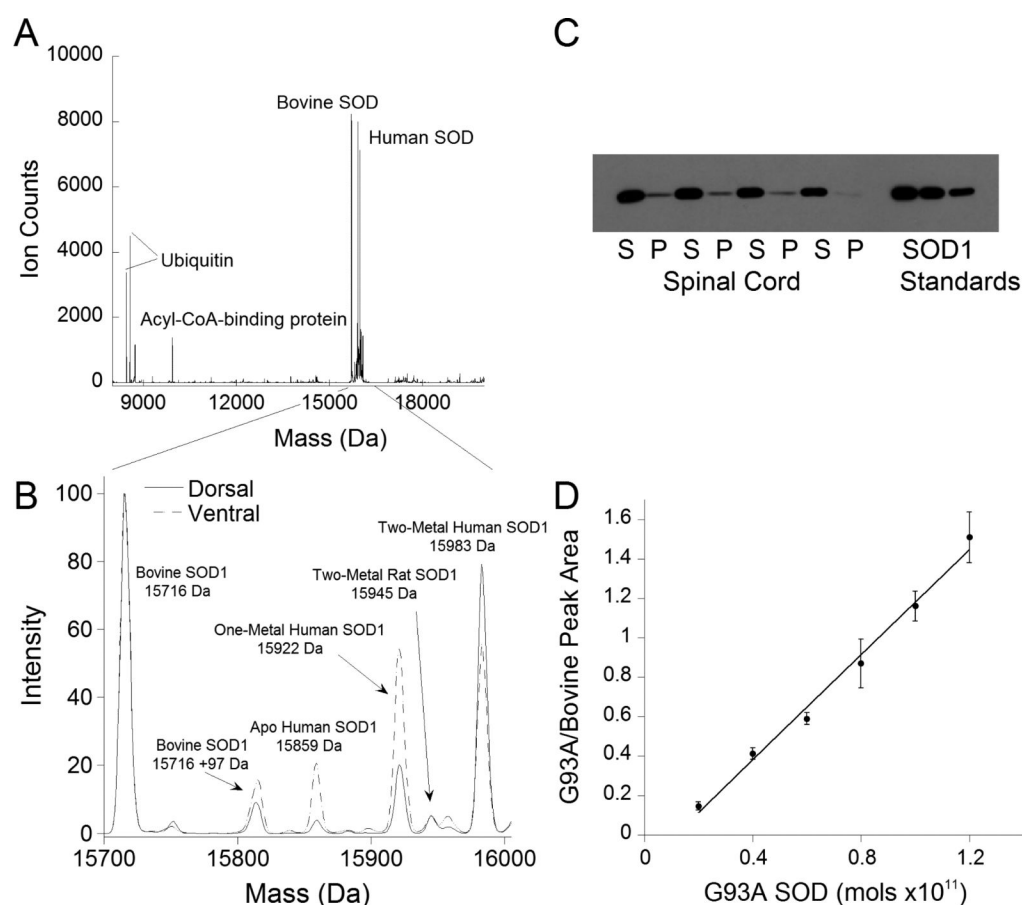 A
10000
8000
6000
4000
2000
0
Ion Counts
Bovine SOD
Human SOD
Ubiquitin
Acyl-CoA-binding protein
9000 12000 15000 18000
Mass (Da)
C
S P S P S P S P SOD1
Spinal Cord Standards
B
100
80
60
40
20
0
Intensity
Dorsal
Ventral
Bovine SOD1
15716 Da
Two-Metal Human SOD1
15983 Da
Two-Metal Rat SOD1
15945 Da
One-Metal Human SOD1
15922 Da
Apo Human SOD1
15859 Da
Bovine SOD1
15716 +97 Da
15700 15800 15900 16000
Mass (Da)
D
1.6
1.4
1.2
1
0.8
0.6
0.4
0.2
0
G93A/Bovine Peak Area
0 0.4 0.8 1.2
G93A SOD (mols x10¹¹)